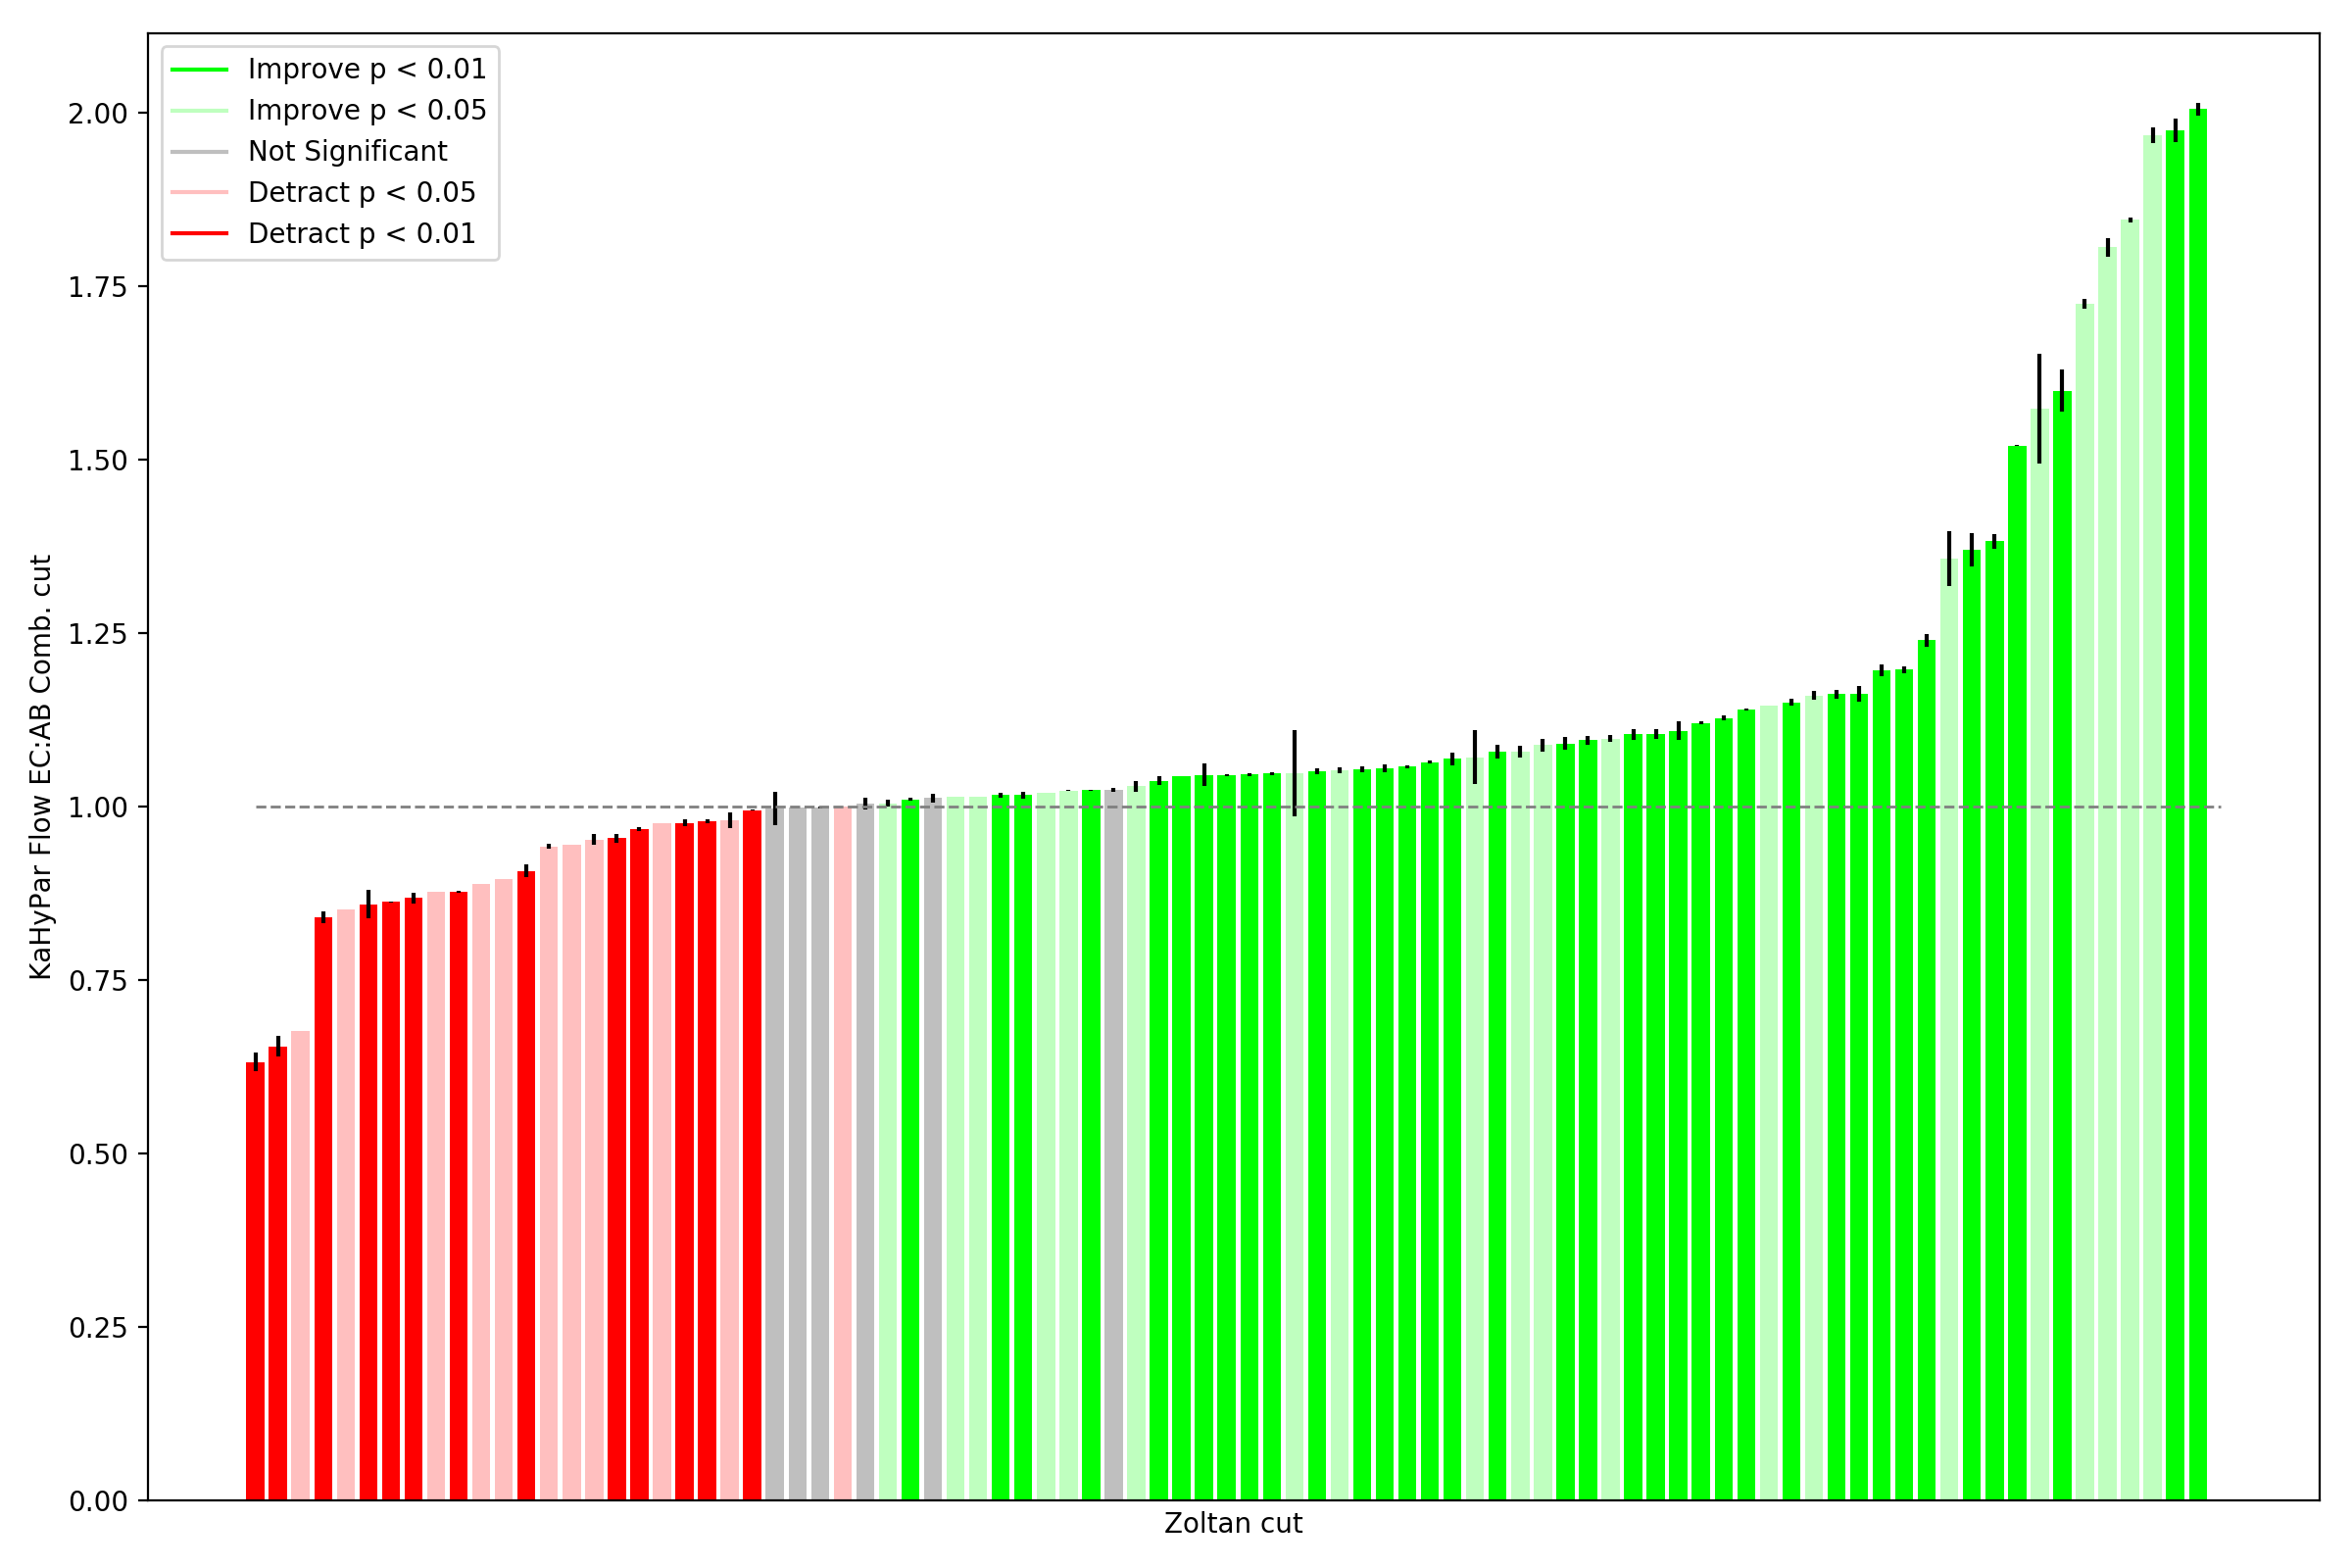 Improve p < 0.01
Improve p < 0.05
Not Significant
Detract p < 0.05
Detract p < 0.01
2.00
1.75
1.50
1.25
1.00
0.75
0.50
0.25
0.00
KaHyPar Flow EC:AB Comb. cut
Zoltan cut